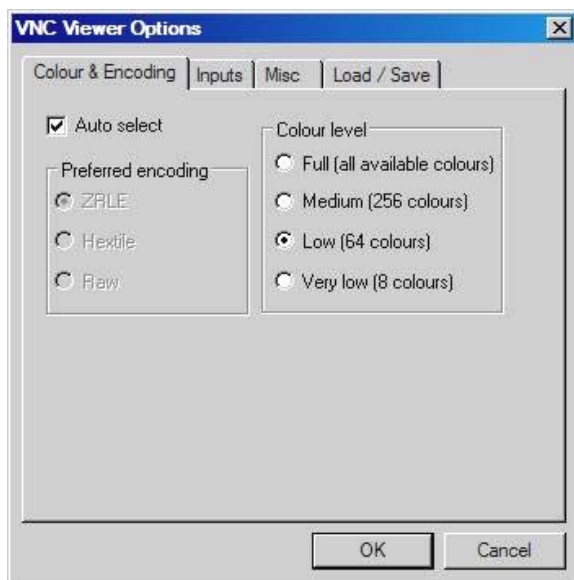 VNC Viewer Options
Colour & Encoding Inputs Misc Load / Save
Auto select
Preferred encoding
ZRLE
Hextile
Raw
Colour level
Full (all available colours)
Medium (256 colours)
Low (64 colours)
Very low (8 colours)
OK Cancel